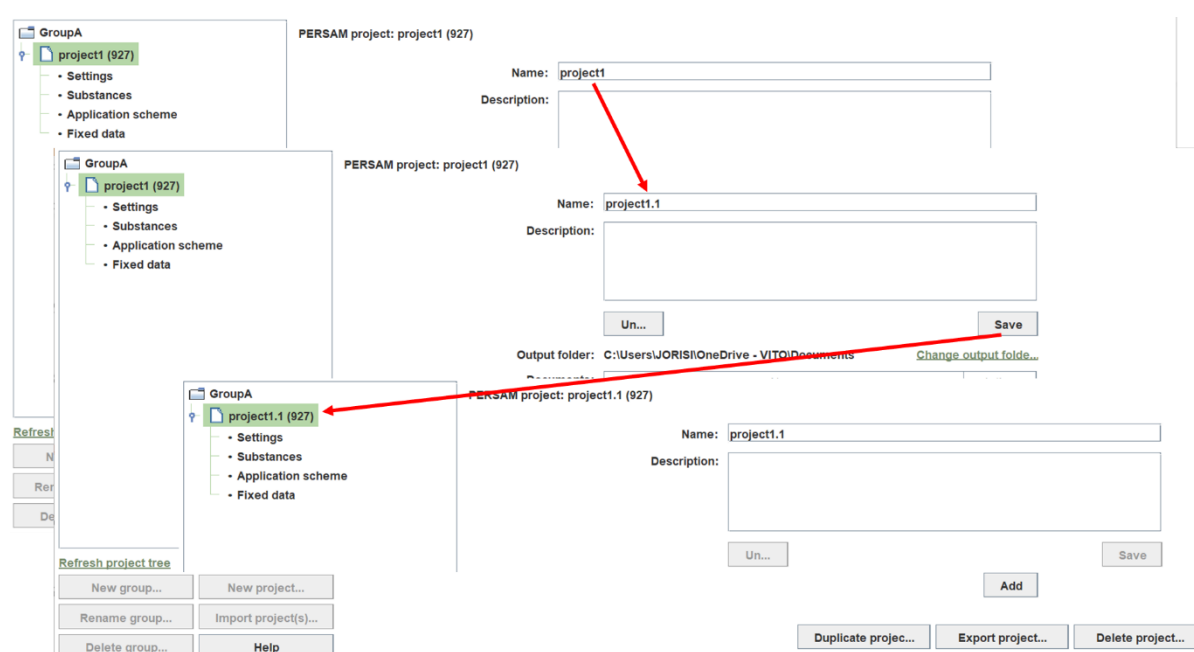 GroupA
project1 (927)
• Settings
• Substances
• Application scheme
• Fixed data
PERSAM project: project1 (927)
Name: project1
Description:
GroupA
project1 (927)
• Settings
• Substances
• Application scheme
• Fixed data
PERSAM project: project1 (927)
Name: project1.1
Description:
Un... Save
Output folder: C:\Users\JORISI\OneDrive - VITO\Documents Change output folde...
GroupA
project1.1 (927)
• Settings
• Substances
• Application scheme
• Fixed data
PERSAM project: project1.1 (927)
Name: project1.1
Description:
Un... Save
Add
Duplicate projec... Export project... Delete project...
Refresh project tree
New group... New project...
Rename group... Import project(s)...
Delete group... Help